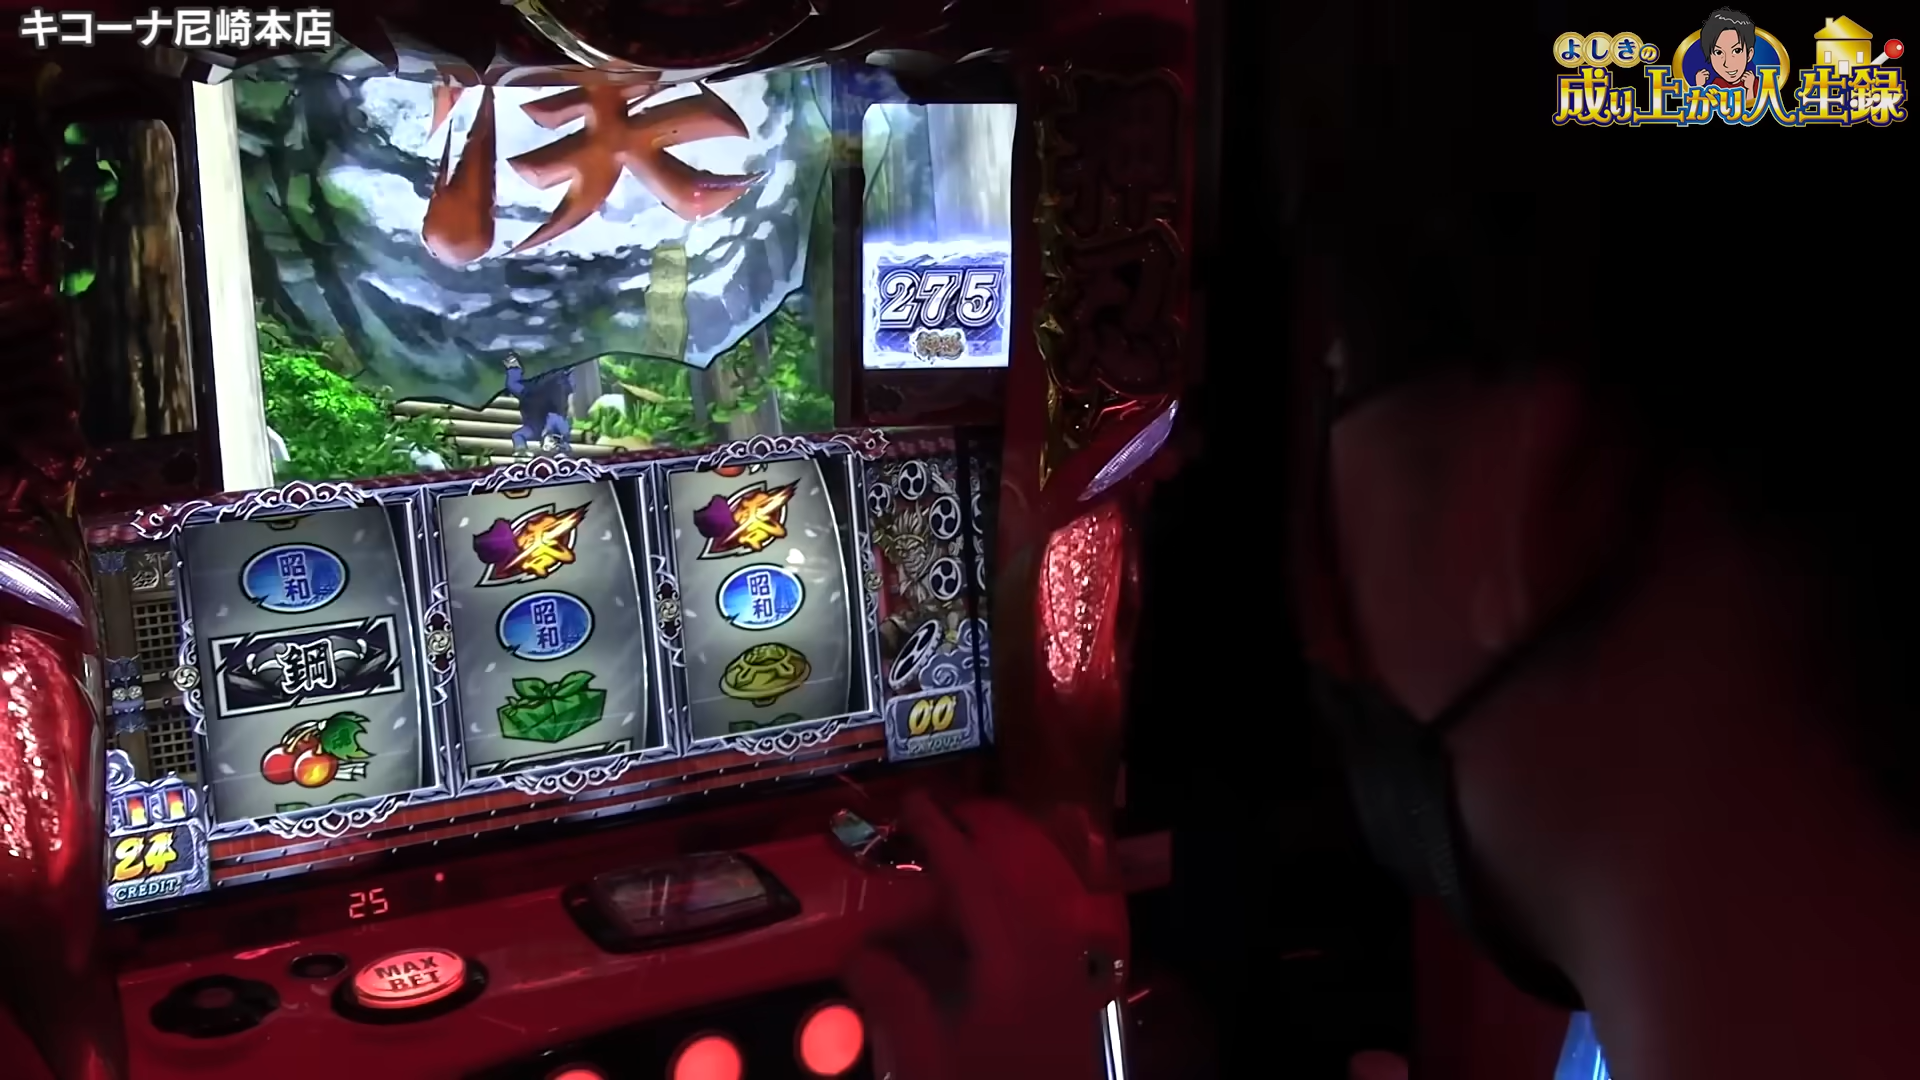 キコーナ尼崎本店
よしきの
成り上がり人生録
275
零
零
昭和
昭和
昭和
鋼
00
PAYOUT
24
CREDIT
25
MAX
BET